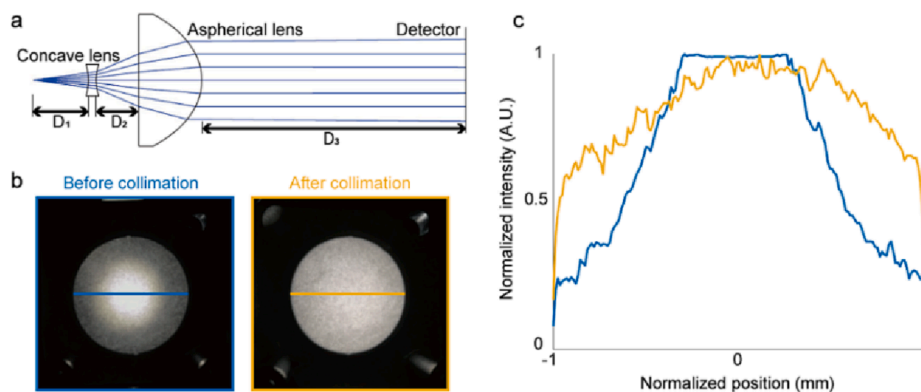 a
Aspherical lens
Detector
Concave lens
D₁
D₂
D₃
b
Before collimation
After collimation
c
Normalized intensity (A.U.)
1
0.5
0
-1
0
Normalized position (mm)